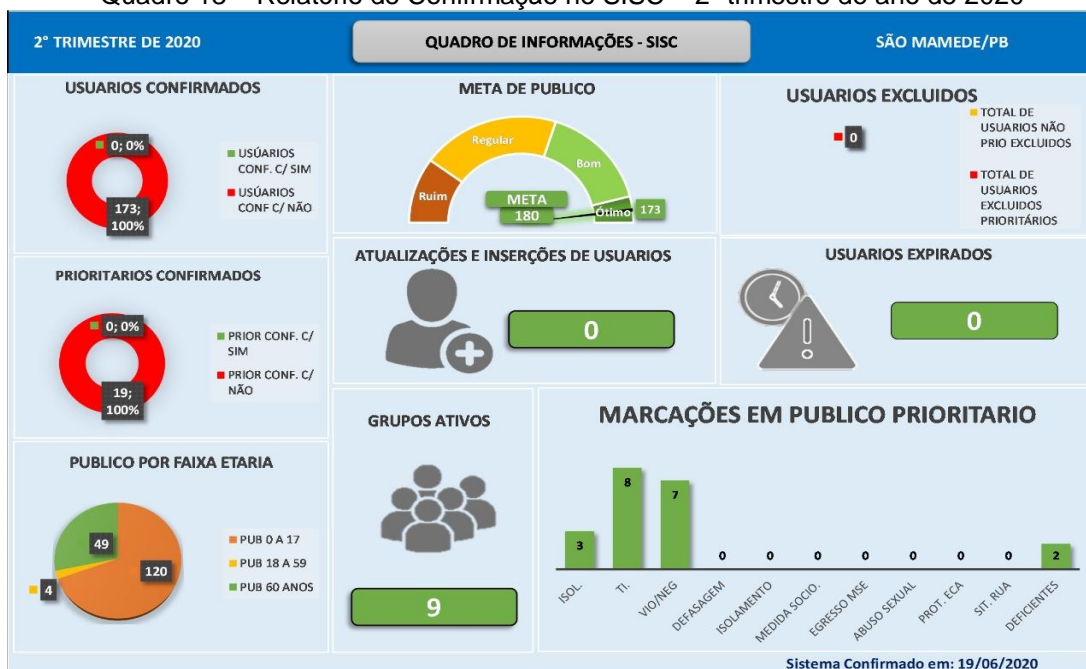 Quadro 18 – Relatório de Confirmação no SISC – 2º trimestre do ano de 2020
2° TRIMESTRE DE 2020
QUADRO DE INFORMAÇÕES - SISC
SÃO MAMEDE/PB
USUARIOS CONFIRMADOS
0; 0%
173;
100%
USÚARIOS
CONF. C/ SIM
USÚÁRIOS
CONF C/ NÃO
META DE PUBLICO
Ruim
Regular
Bom
Ótimo
META
180
173
USUARIOS EXCLUIDOS
0
TOTAL DE
USUARIOS NÃO
PRIO EXCLUIDOS
TOTAL DE
USUARIOS
EXCLUIDOS
PRIORITÁRIOS
PRIORITARIOS CONFIRMADOS
0; 0%
19;
100%
PRIOR CONF. C/
SIM
PRIOR CONF. C/
NÃO
ATUALIZAÇÕES E INSERÇÕES DE USUARIOS
0
USUARIOS EXPIRADOS
0
PUBLICO POR FAIXA ETARIA
49
120
4
PUB 0 A 17
PUB 18 A 59
PUB 60 ANOS
GRUPOS ATIVOS
9
MARCAÇÕES EM PUBLICO PRIORITARIO
3
8
7
0
0
0
0
0
0
0
2
ISOL.
TI.
VIO/NEG
DEFASAGEM
ISOLAMENTO
MEDIDA SOCIO.
EGRESSO MSE
ABUSO SEXUAL
PROT. ECA
SIT. RUA
DEFICIENTES
Sistema Confirmado em: 19/06/2020